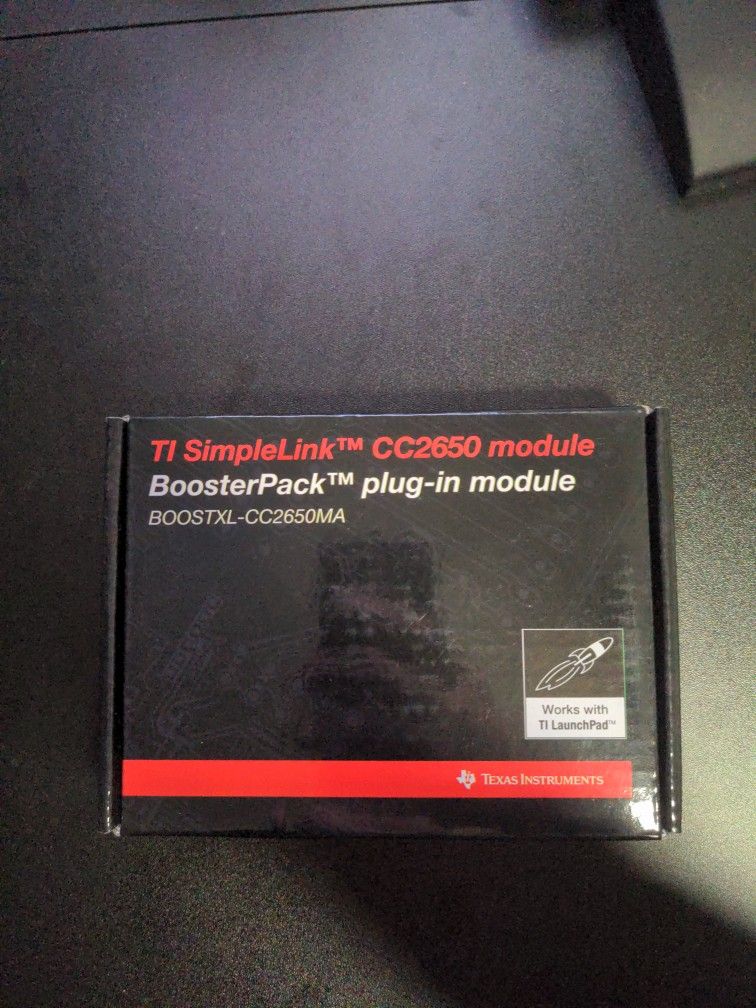 TI SimpleLink™ CC2650 module
BoosterPack™ plug-in module
BOOSTXL-CC2650MA
Works with
TI LaunchPad™
TEXAS INSTRUMENTS